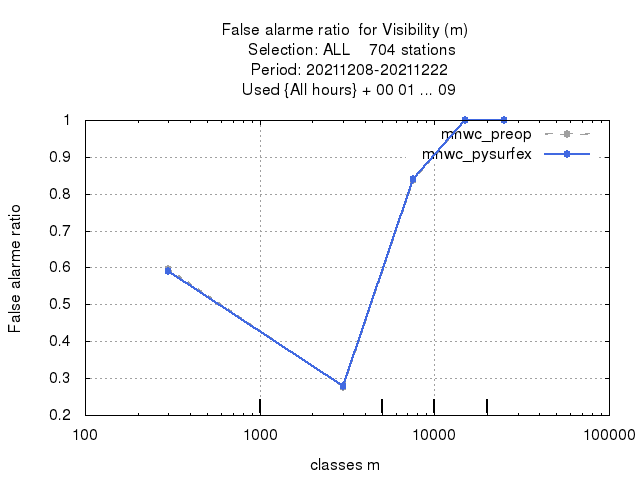 False alarme ratio  for Visibility (m)
Selection: ALL    704 stations
Period: 20211208-20211222
Used {All hours} + 00 01 ... 09
1
mnwc_preop
0.9
mnwc_pysurfex
0.8
0.7
0.6
0.5
0.4
0.3
0.2
False alarme ratio
100
1000
10000
100000
classes m